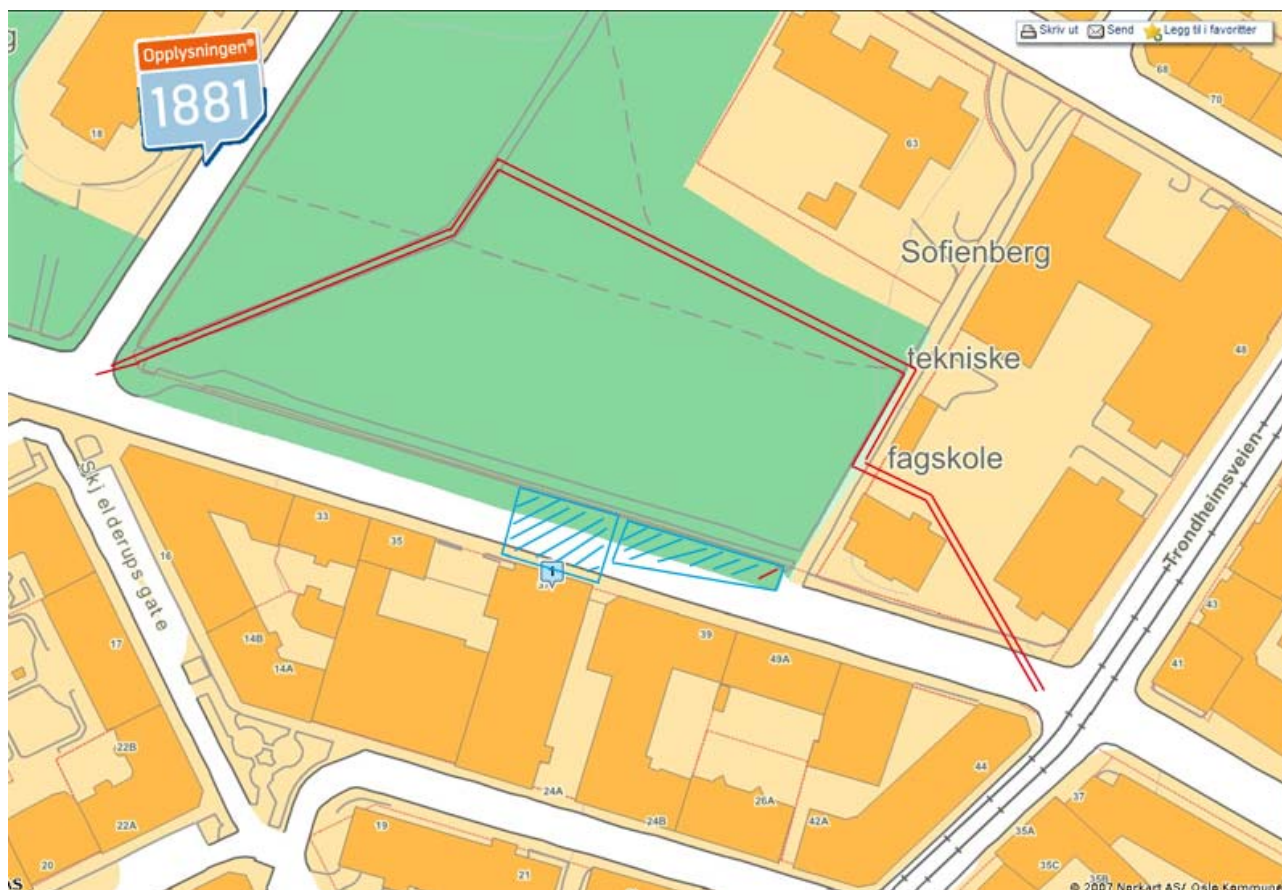 Skriv ut Send Legg til i favoritter
Opplysningen®
1881
18
63
68
70
Sofienberg
tekniske
48
fagskole
Trondheimsveien
Skjelderups gate
16
33
35
1
17
14B
14A
39
49A
43
41
22B
22A
20
24A
24B
26A
42A
44
19
21
37
35A
35C
35B
AS
© 2007 Norkart AS/ Oslo Kommune